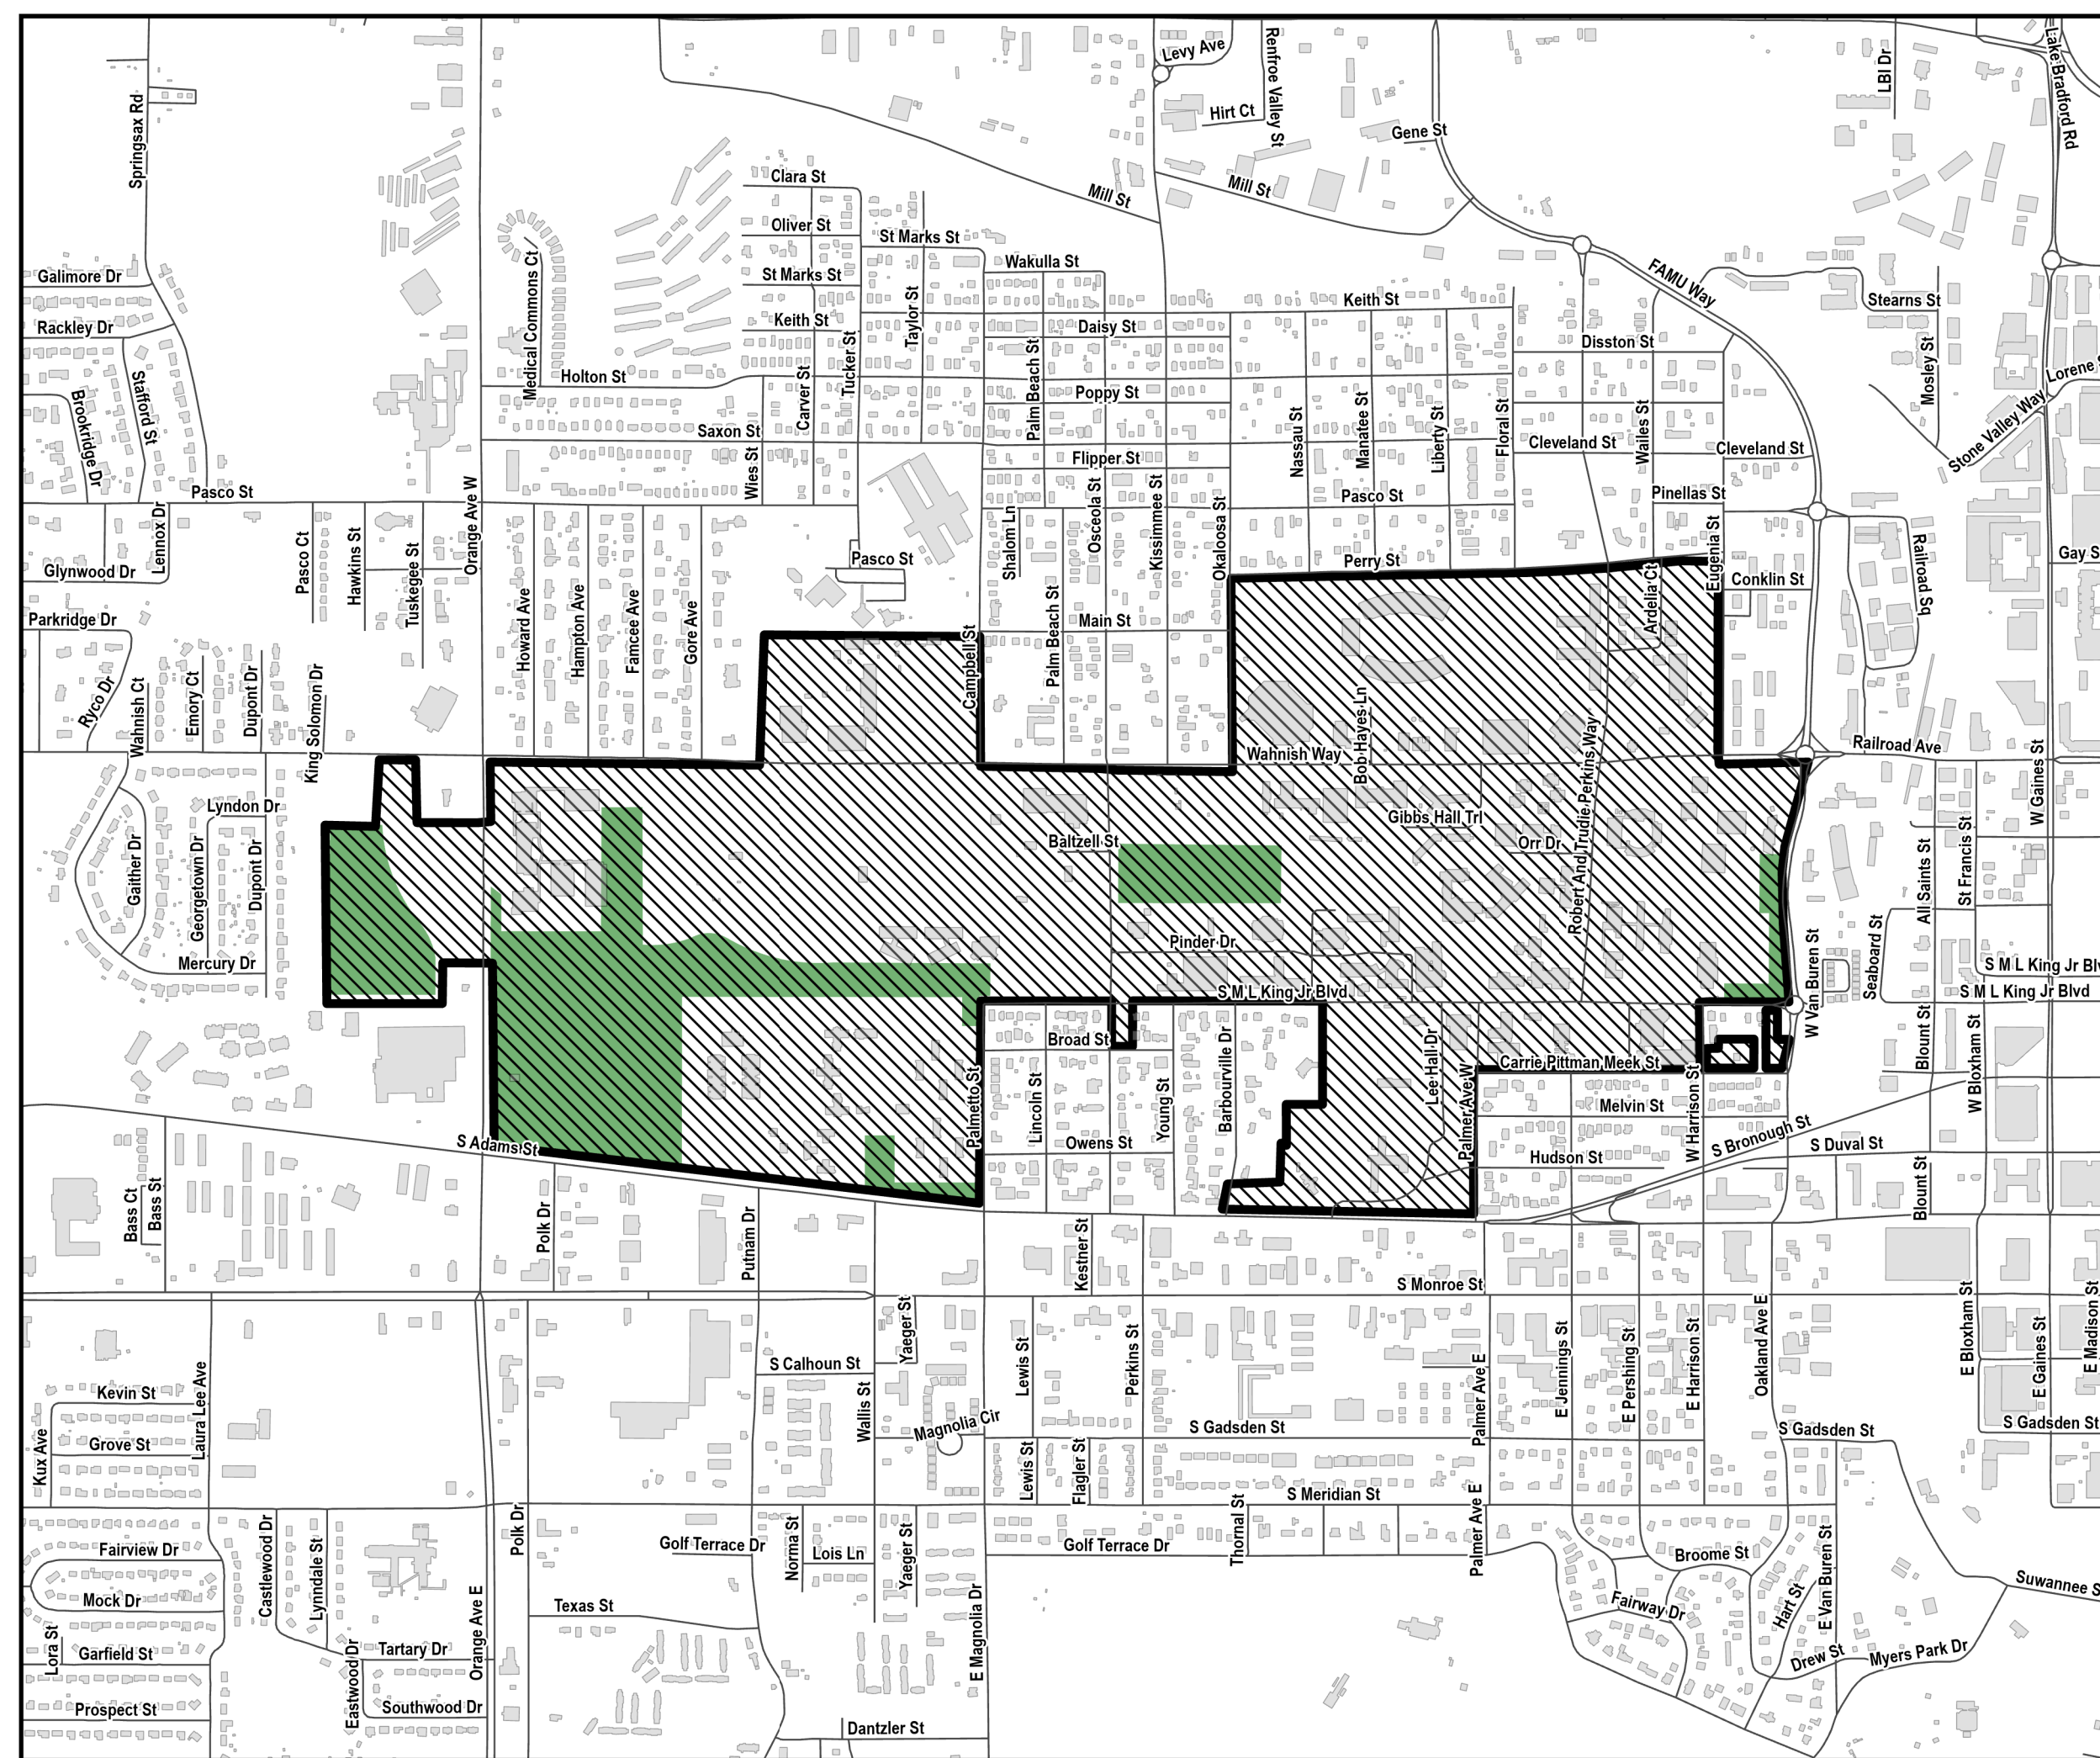 Levy Ave
Renfroe Valley St
LBJ Dr
Lake Bradford Rd
Springsax Rd
Hirt Ct
Gene St
Clara St
Mill St
Mill St
Oliver St
St Marks St
Wakulla St
Galimore Dr
St Marks St
FAMU Way
Medical Commons Ct
Keith St
Stearns St
Rackley Dr
Keith St
Taylor St
Daisy St
Disston St
Tucker St
Palm Beach St
Mosley St
Lorene
Holton St
Stafford St
Brookridge Dr
Carver St
Poppy St
Nassau St
Manatee St
Liberty St
Floral St
Wailes St
Stone Valley Way
Saxon St
Cleveland St
Cleveland St
Flipper St
Wies St
Pasco St
Osceola St
Kissimmee St
Okaloosa St
Pasco St
Pinellas St
Lennox Dr
Orange Ave W
Shalom Ln
Eugenia St
Railroad Sq
Gay S
Pasco Ct
Hawkins St
Tuskegee St
Pasco St
Perry St
Glynwood Dr
Conklin St
Ardelia Ct
Parkridge Dr
Howard Ave
Hampton Ave
Famcee Ave
Gore Ave
Campbell St
Palm Beach St
Main St
Ryco Dr
Wahnish Ct
Emory Ct
Dupont Dr
King Solomon Dr
Bob Hayes Ln
Robert And Trudie Perkins Way
Wahnish Way
Railroad Ave
W Gaines St
Lyndon Dr
Gibbs Hall Trl
Gaither Dr
Georgetown Dr
Dupont Dr
Baltzell St
Orr Dr
All Saints St
St Francis St
Pinder Dr
Mercury Dr
S M L King Jr Blvd
W Van Buren St
Seaboard St
S M L King Jr Blv
S M L King Jr Blvd
Broad St
Carrie Pittman Meek St
Blount St
W Bloxham St
Lee Hall Dr
Palmetto St
Lincoln St
Young St
Barbourville Dr
Palmer Ave W
Melvin St
W Harrison St
S Adams St
Owens St
S Bronough St
S Duval St
Hudson St
Bass Ct
Bass St
Polk Dr
Putnam Dr
Kestner St
Blount St
S Monroe St
Yaeger St
S Calhoun St
Lewis St
Perkins St
Palmer Ave E
E Jennings St
E Pershing St
E Harrison St
Oakland Ave E
E Bloxham St
E Gaines St
E Madison St
Kevin St
Laura Lee Ave
Wallis St
Magnolia Cir
S Gadsden St
S Gadsden St
S Gadsden St
Grove St
Kux Ave
Lewis St
Flagler St
S Meridian St
Thornal St
Palmer Ave E
Fairview Dr
Castlewood Dr
Lynndale St
Polk Dr
Golf Terrace Dr
Norma St
Lois Ln
Yaeger St
Golf Terrace Dr
Broome St
E Van Buren St
Suwannee S
Mock Dr
Texas St
Fairway Dr
Hart St
Orange Ave E
E Magnolia Dr
Lora St
Garfield St
Eastwood Dr
Tartary Dr
Drew St
Myers Park Dr
Prospect St
Southwood Dr
Dantzler St